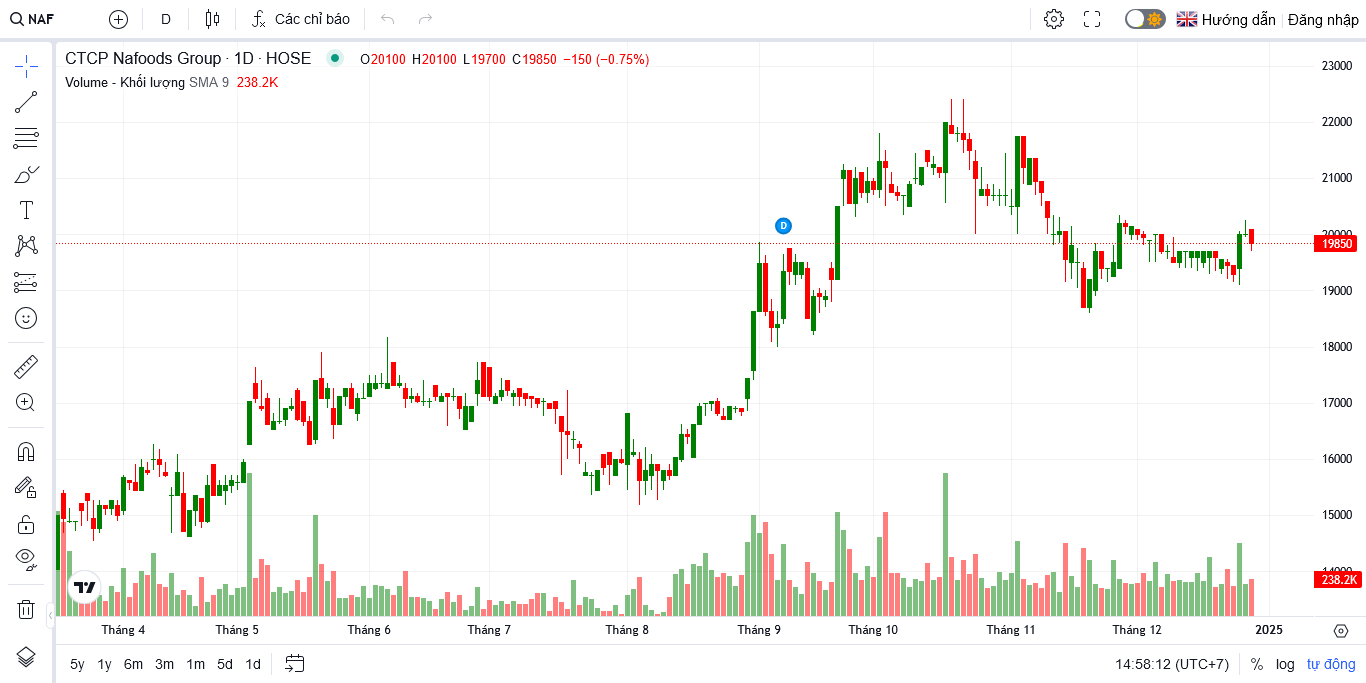 NAF D Các chỉ báo Hướng dẫn Đăng nhập
CTCP Nafoods Group · 1D · HOSE O20100 H20100 L19700 C19850 −150 (−0.75%)
Volume - Khối lượng SMA 9 238.2K
23000
22000
21000
D
20000
19850
19000
18000
17000
16000
15000
14000
238.2K
Tháng 4 Tháng 5 Tháng 6 Tháng 7 Tháng 8 Tháng 9 Tháng 10 Tháng 11 Tháng 12 2025
5y 1y 6m 3m 1m 5d 1d 14:58:12 (UTC+7) % log tự động